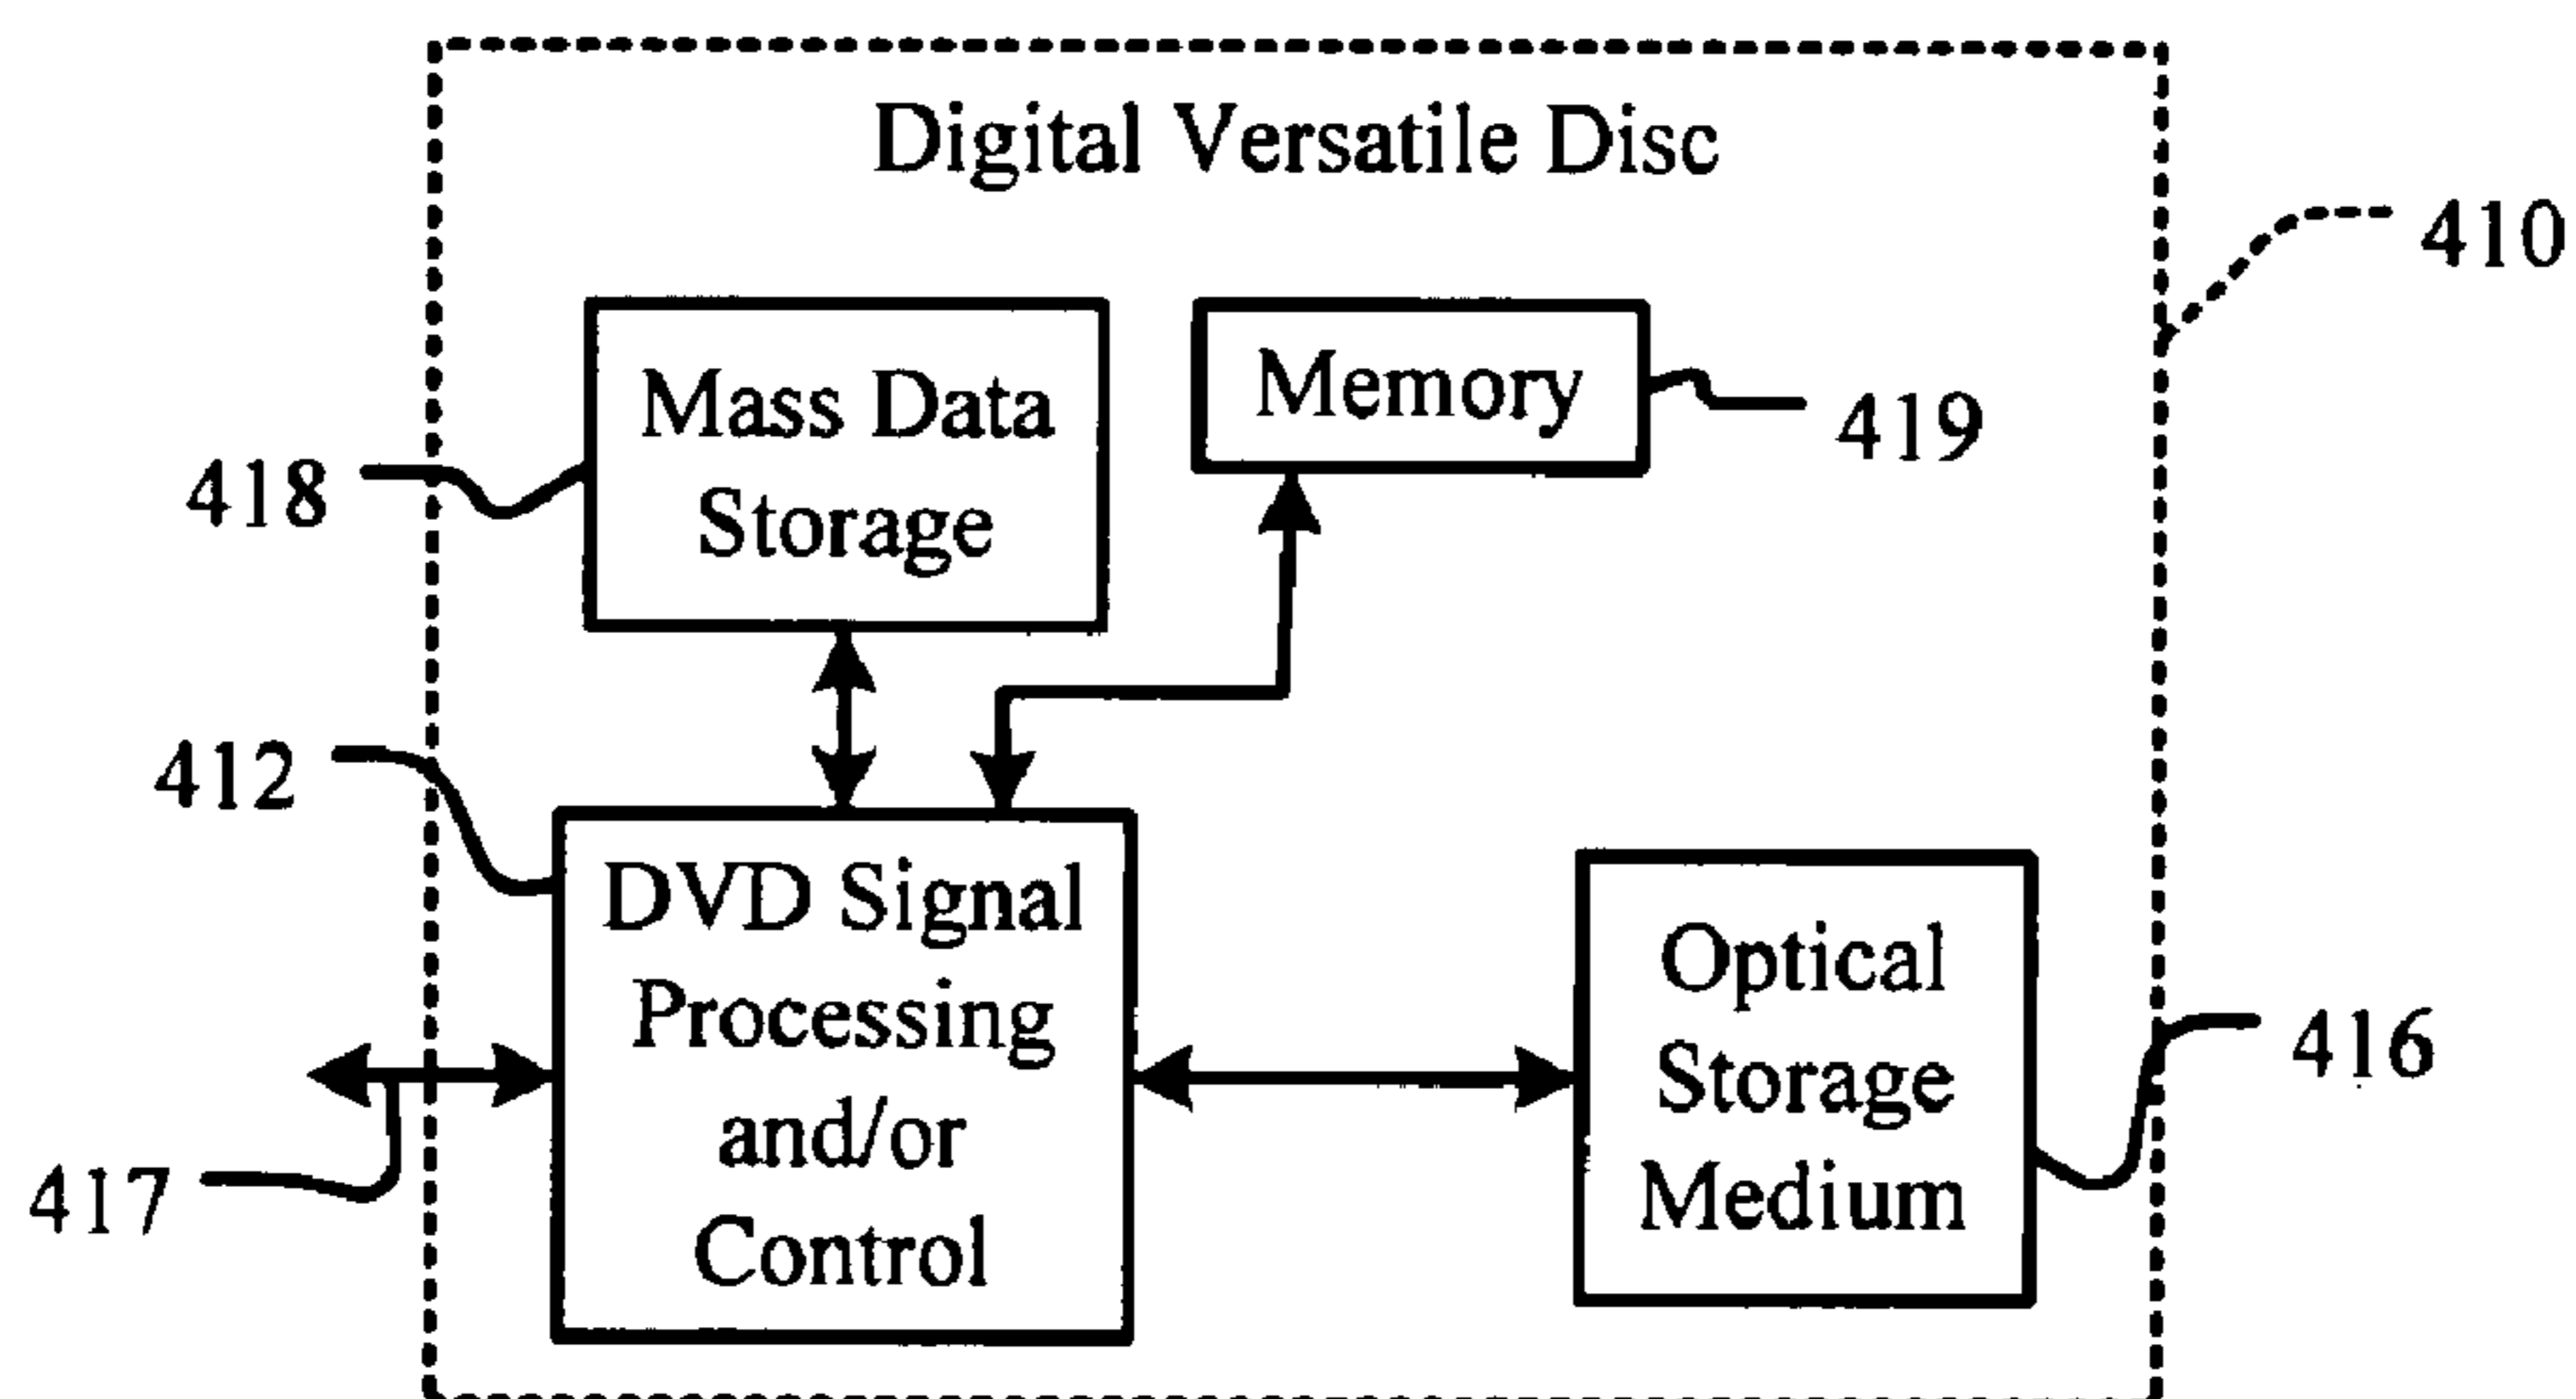 Digital Versatile Disc
410
Mass Data
Storage
418
Memory
419
412
DVD Signal
Processing
and/or
Control
Optical
Storage
Medium
416
417